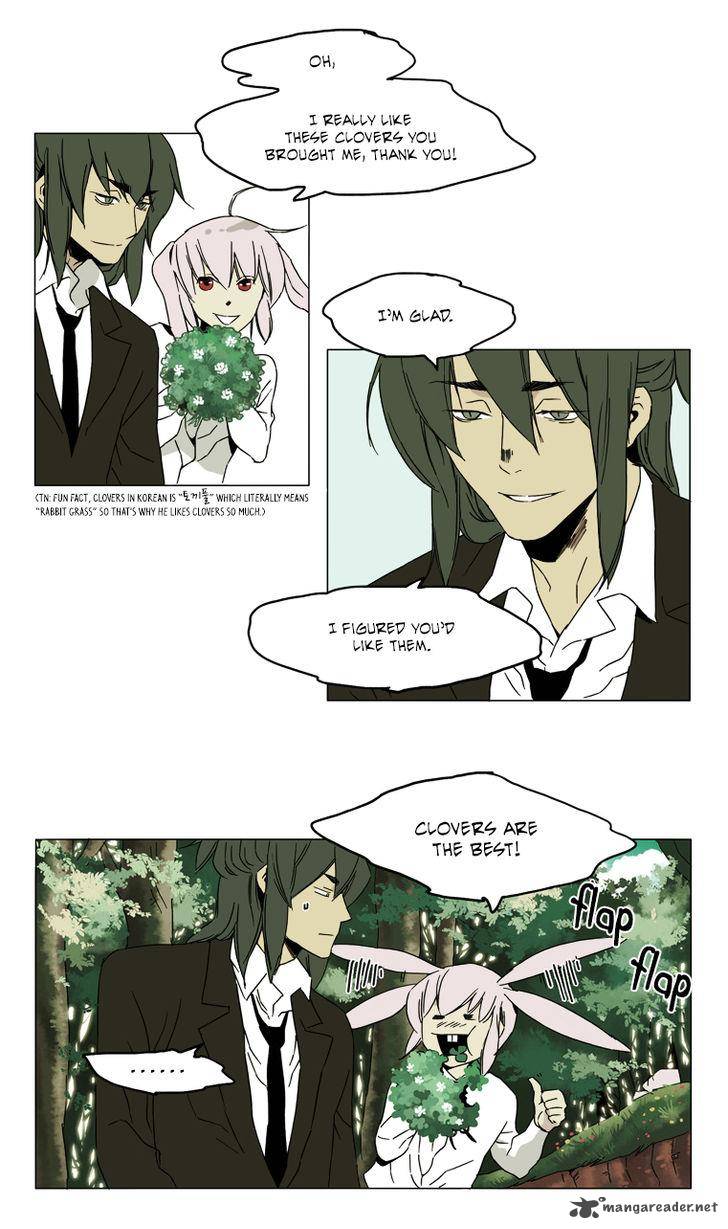 OH,
I REALLY LIKE
THESE CLOVERS YOU
BROUGHT ME, THANK YOU!
I'M GLAD.
(TN: FUN FACT, CLOVERS IN KOREAN IS "토끼풀" WHICH LITERALLY MEANS
"RABBIT GRASS" SO THAT'S WHY HE LIKES CLOVERS SO MUCH.)
I FIGURED YOU'D
LIKE THEM.
CLOVERS ARE
THE BEST!
flap
flap
......
mangareader.net